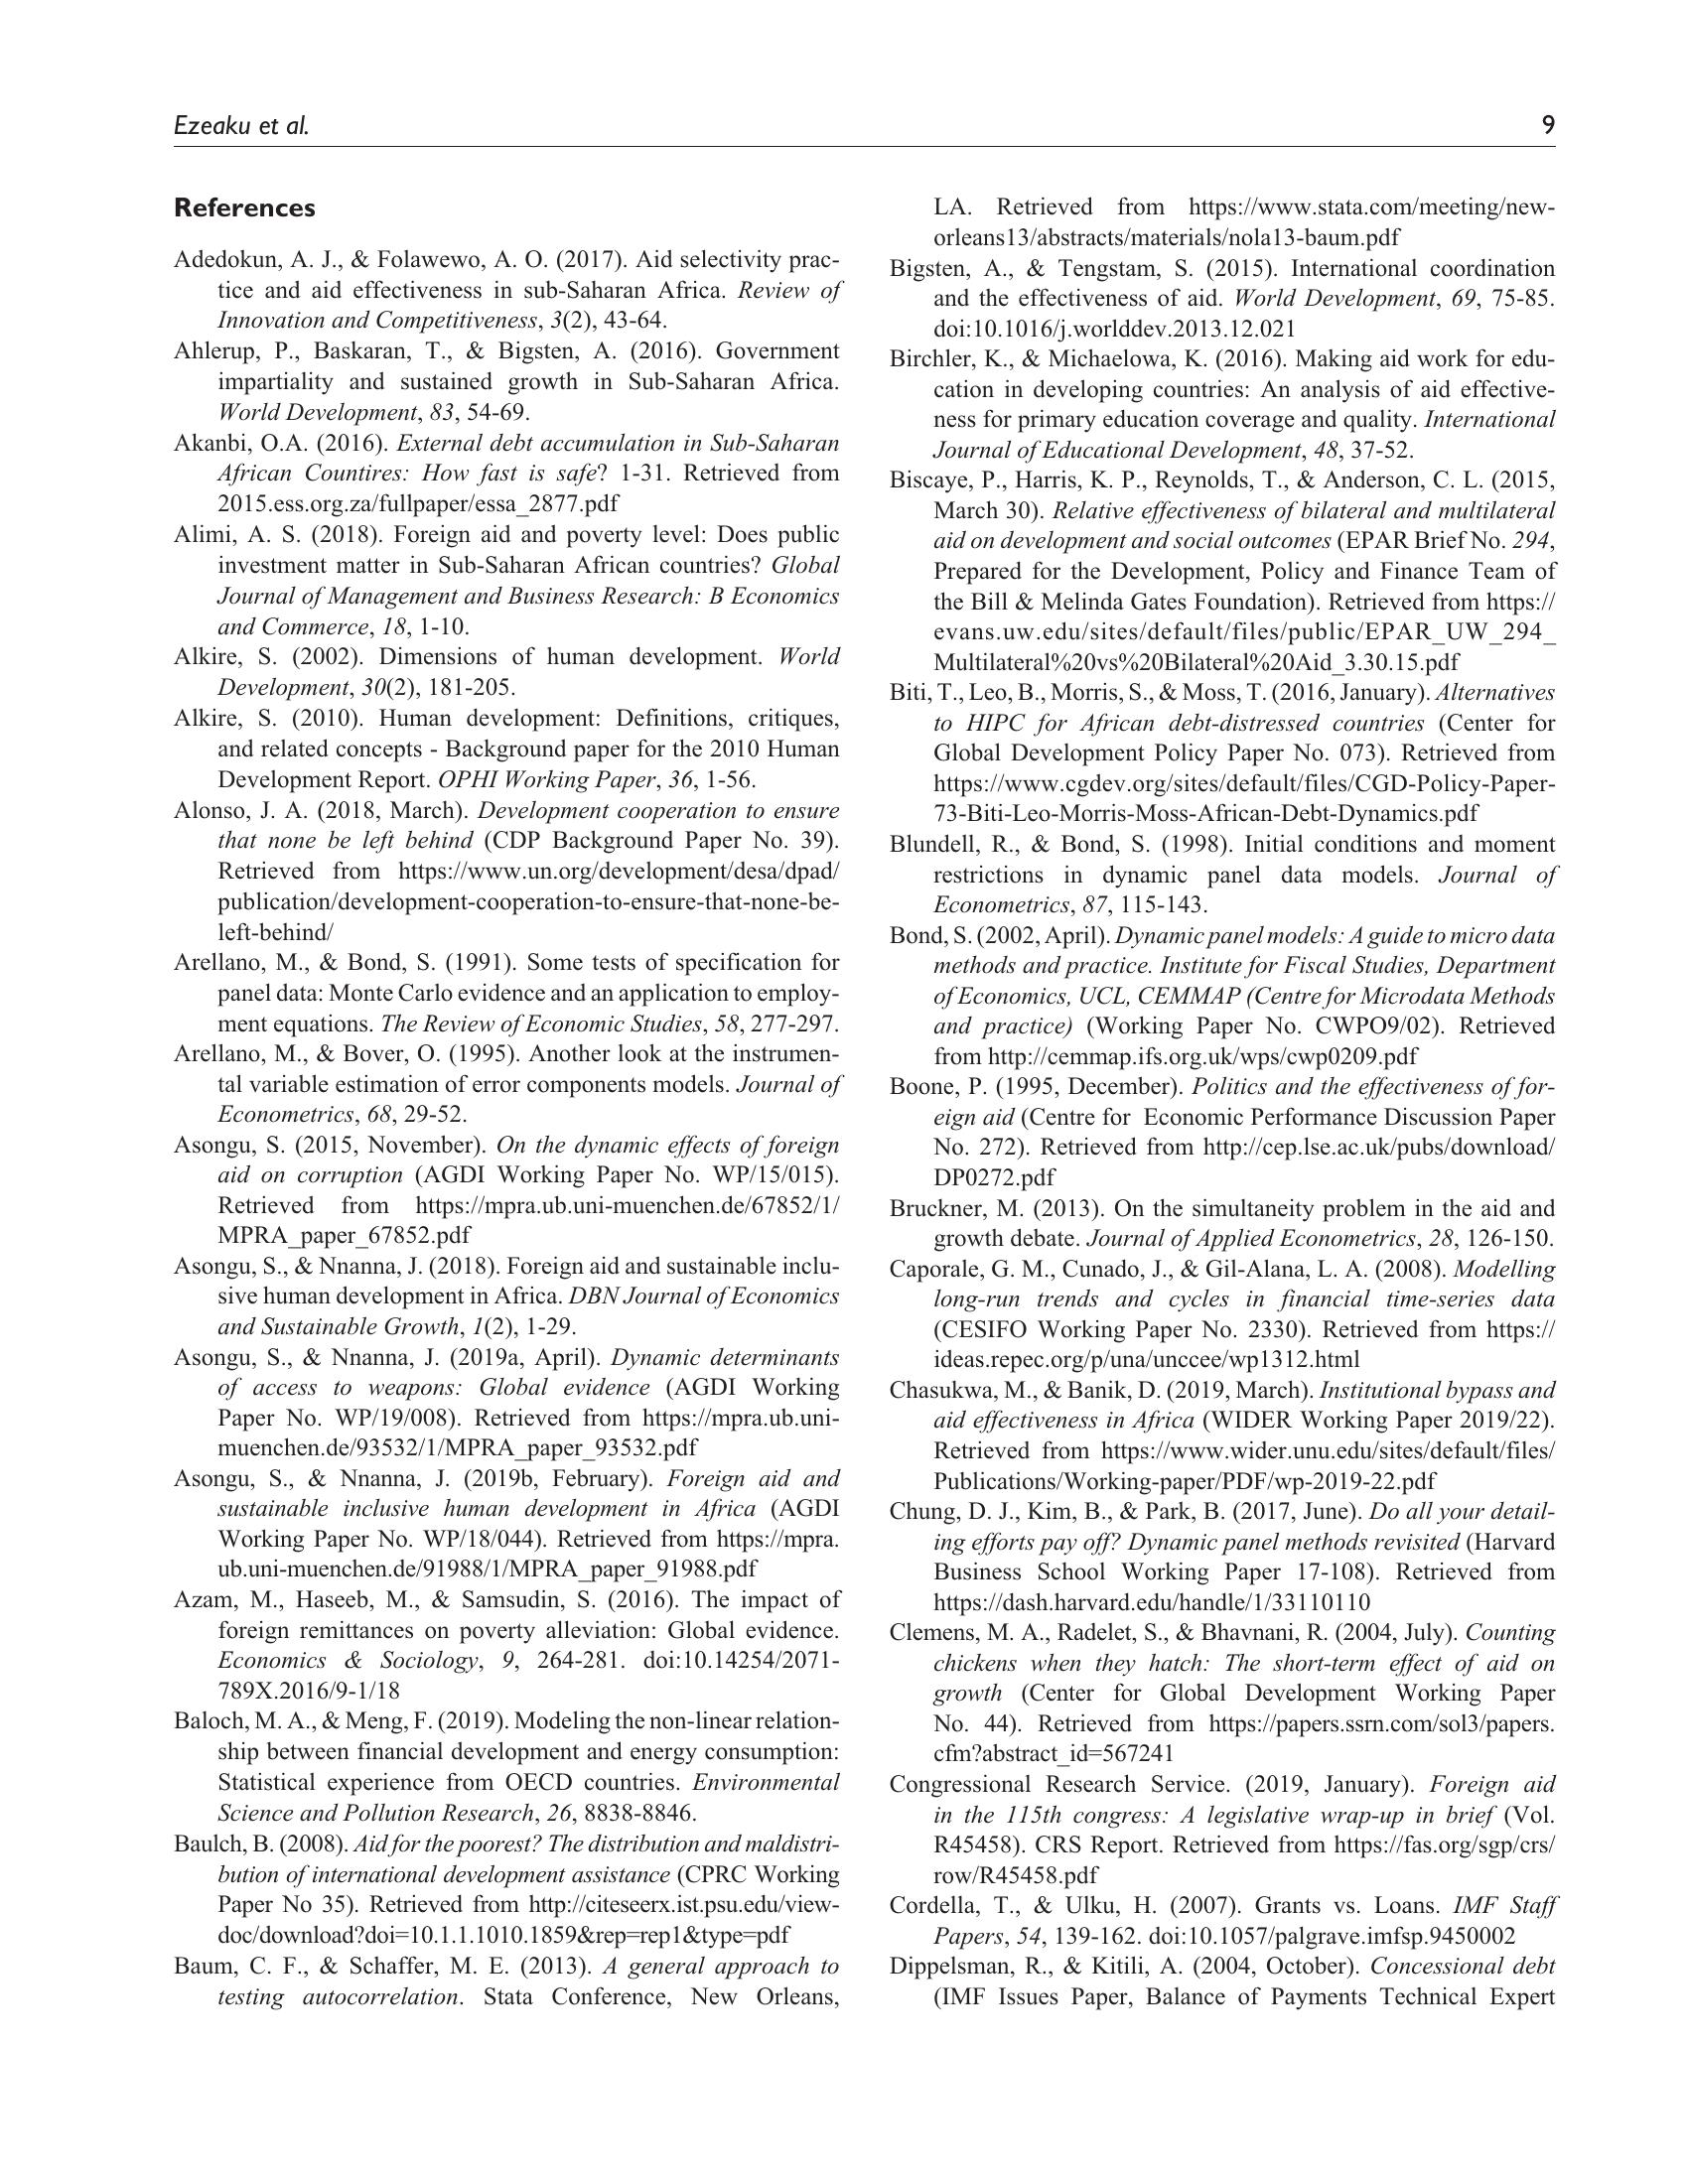 Ezeaku et al.
9
References
Adedokun, A. J., & Folawewo, A. O. (2017). Aid selectivity prac-
tice and aid effectiveness in sub-Saharan Africa. Review of
Innovation and Competitiveness, 3(2), 43-64.
Ahlerup, P., Baskaran, T., & Bigsten, A. (2016). Government
impartiality and sustained growth in Sub-Saharan Africa.
World Development, 83, 54-69.
Akanbi, O.A. (2016). External debt accumulation in Sub-Saharan
African Countires: How fast is safe? 1-31. Retrieved from
2015.ess.org.za/fullpaper/essa_2877.pdf
Alimi, A. S. (2018). Foreign aid and poverty level: Does public
investment matter in Sub-Saharan African countries? Global
Journal of Management and Business Research: B Economics
and Commerce, 18, 1-10.
Alkire, S. (2002). Dimensions of human development. World
Development, 30(2), 181-205.
Alkire, S. (2010). Human development: Definitions, critiques,
and related concepts - Background paper for the 2010 Human
Development Report. OPHI Working Paper, 36, 1-56.
Alonso, J. A. (2018, March). Development cooperation to ensure
that none be left behind (CDP Background Paper No. 39).
Retrieved from https://www.un.org/development/desa/dpad/
publication/development-cooperation-to-ensure-that-none-be-
left-behind/
Arellano, M., & Bond, S. (1991). Some tests of specification for
panel data: Monte Carlo evidence and an application to employ-
ment equations. The Review of Economic Studies, 58, 277-297.
Arellano, M., & Bover, O. (1995). Another look at the instrumen-
tal variable estimation of error components models. Journal of
Econometrics, 68, 29-52.
Asongu, S. (2015, November). On the dynamic effects of foreign
aid on corruption (AGDI Working Paper No. WP/15/015).
Retrieved from https://mpra.ub.uni-muenchen.de/67852/1/
MPRA_paper_67852.pdf
Asongu, S., & Nnanna, J. (2018). Foreign aid and sustainable inclu-
sive human development in Africa. DBN Journal of Economics
and Sustainable Growth, 1(2), 1-29.
Asongu, S., & Nnanna, J. (2019a, April). Dynamic determinants
of access to weapons: Global evidence (AGDI Working
Paper No. WP/19/008). Retrieved from https://mpra.ub.uni-
muenchen.de/93532/1/MPRA_paper_93532.pdf
Asongu, S., & Nnanna, J. (2019b, February). Foreign aid and
sustainable inclusive human development in Africa (AGDI
Working Paper No. WP/18/044). Retrieved from https://mpra.
ub.uni-muenchen.de/91988/1/MPRA_paper_91988.pdf
Azam, M., Haseeb, M., & Samsudin, S. (2016). The impact of
foreign remittances on poverty alleviation: Global evidence.
Economics & Sociology, 9, 264-281. doi:10.14254/2071-
789X.2016/9-1/18
Baloch, M. A., & Meng, F. (2019). Modeling the non-linear relation-
ship between financial development and energy consumption:
Statistical experience from OECD countries. Environmental
Science and Pollution Research, 26, 8838-8846.
Baulch, B. (2008). Aid for the poorest? The distribution and maldistri-
bution of international development assistance (CPRC Working
Paper No 35). Retrieved from http://citeseerx.ist.psu.edu/view-
doc/download?doi=10.1.1.1010.1859&rep=rep1&type=pdf
Baum, C. F., & Schaffer, M. E. (2013). A general approach to
testing autocorrelation. Stata Conference, New Orleans,
LA. Retrieved from https://www.stata.com/meeting/new-
orleans13/abstracts/materials/nola13-baum.pdf
Bigsten, A., & Tengstam, S. (2015). International coordination
and the effectiveness of aid. World Development, 69, 75-85.
doi:10.1016/j.worlddev.2013.12.021
Birchler, K., & Michaelowa, K. (2016). Making aid work for edu-
cation in developing countries: An analysis of aid effective-
ness for primary education coverage and quality. International
Journal of Educational Development, 48, 37-52.
Biscaye, P., Harris, K. P., Reynolds, T., & Anderson, C. L. (2015,
March 30). Relative effectiveness of bilateral and multilateral
aid on development and social outcomes (EPAR Brief No. 294,
Prepared for the Development, Policy and Finance Team of
the Bill & Melinda Gates Foundation). Retrieved from https://
evans.uw.edu/sites/default/files/public/EPAR_UW_294_
Multilateral%20vs%20Bilateral%20Aid_3.30.15.pdf
Biti, T., Leo, B., Morris, S., & Moss, T. (2016, January). Alternatives
to HIPC for African debt-distressed countries (Center for
Global Development Policy Paper No. 073). Retrieved from
https://www.cgdev.org/sites/default/files/CGD-Policy-Paper-
73-Biti-Leo-Morris-Moss-African-Debt-Dynamics.pdf
Blundell, R., & Bond, S. (1998). Initial conditions and moment
restrictions in dynamic panel data models. Journal of
Econometrics, 87, 115-143.
Bond, S. (2002, April). Dynamic panel models: A guide to micro data
methods and practice. Institute for Fiscal Studies, Department
of Economics, UCL, CEMMAP (Centre for Microdata Methods
and practice) (Working Paper No. CWPO9/02). Retrieved
from http://cemmap.ifs.org.uk/wps/cwp0209.pdf
Boone, P. (1995, December). Politics and the effectiveness of for-
eign aid (Centre for Economic Performance Discussion Paper
No. 272). Retrieved from http://cep.lse.ac.uk/pubs/download/
DP0272.pdf
Bruckner, M. (2013). On the simultaneity problem in the aid and
growth debate. Journal of Applied Econometrics, 28, 126-150.
Caporale, G. M., Cunado, J., & Gil-Alana, L. A. (2008). Modelling
long-run trends and cycles in financial time-series data
(CESIFO Working Paper No. 2330). Retrieved from https://
ideas.repec.org/p/una/unccee/wp1312.html
Chasukwa, M., & Banik, D. (2019, March). Institutional bypass and
aid effectiveness in Africa (WIDER Working Paper 2019/22).
Retrieved from https://www.wider.unu.edu/sites/default/files/
Publications/Working-paper/PDF/wp-2019-22.pdf
Chung, D. J., Kim, B., & Park, B. (2017, June). Do all your detail-
ing efforts pay off? Dynamic panel methods revisited (Harvard
Business School Working Paper 17-108). Retrieved from
https://dash.harvard.edu/handle/1/33110110
Clemens, M. A., Radelet, S., & Bhavnani, R. (2004, July). Counting
chickens when they hatch: The short-term effect of aid on
growth (Center for Global Development Working Paper
No. 44). Retrieved from https://papers.ssrn.com/sol3/papers.
cfm?abstract_id=567241
Congressional Research Service. (2019, January). Foreign aid
in the 115th congress: A legislative wrap-up in brief (Vol.
R45458). CRS Report. Retrieved from https://fas.org/sgp/crs/
row/R45458.pdf
Cordella, T., & Ulku, H. (2007). Grants vs. Loans. IMF Staff
Papers, 54, 139-162. doi:10.1057/palgrave.imfsp.9450002
Dippelsman, R., & Kitili, A. (2004, October). Concessional debt
(IMF Issues Paper, Balance of Payments Technical Expert